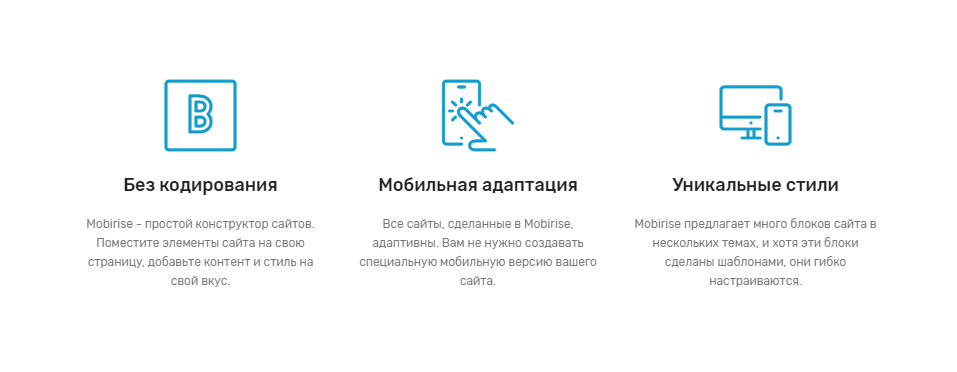 B
Без кодирования
Mobirise - простой конструктор сайтов.
Поместите элементы сайта на свою
страницу, добавьте контент и стиль на
свой вкус.
Мобильная адаптация
Все сайты, сделанные в Mobirise,
адаптивны. Вам не нужно создавать
специальную мобильную версию вашего
сайта.
Уникальные стили
Mobirise предлагает много блоков сайта в
нескольких темах, и хотя эти блоки
сделаны шаблонами, они гибко
настраиваются.